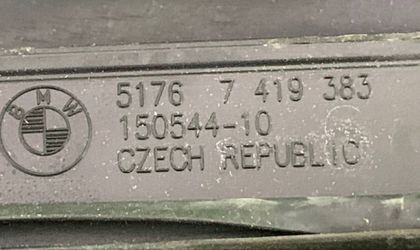 BMW
5176 7 419 383
150544-10
CZECH REPUBLIC